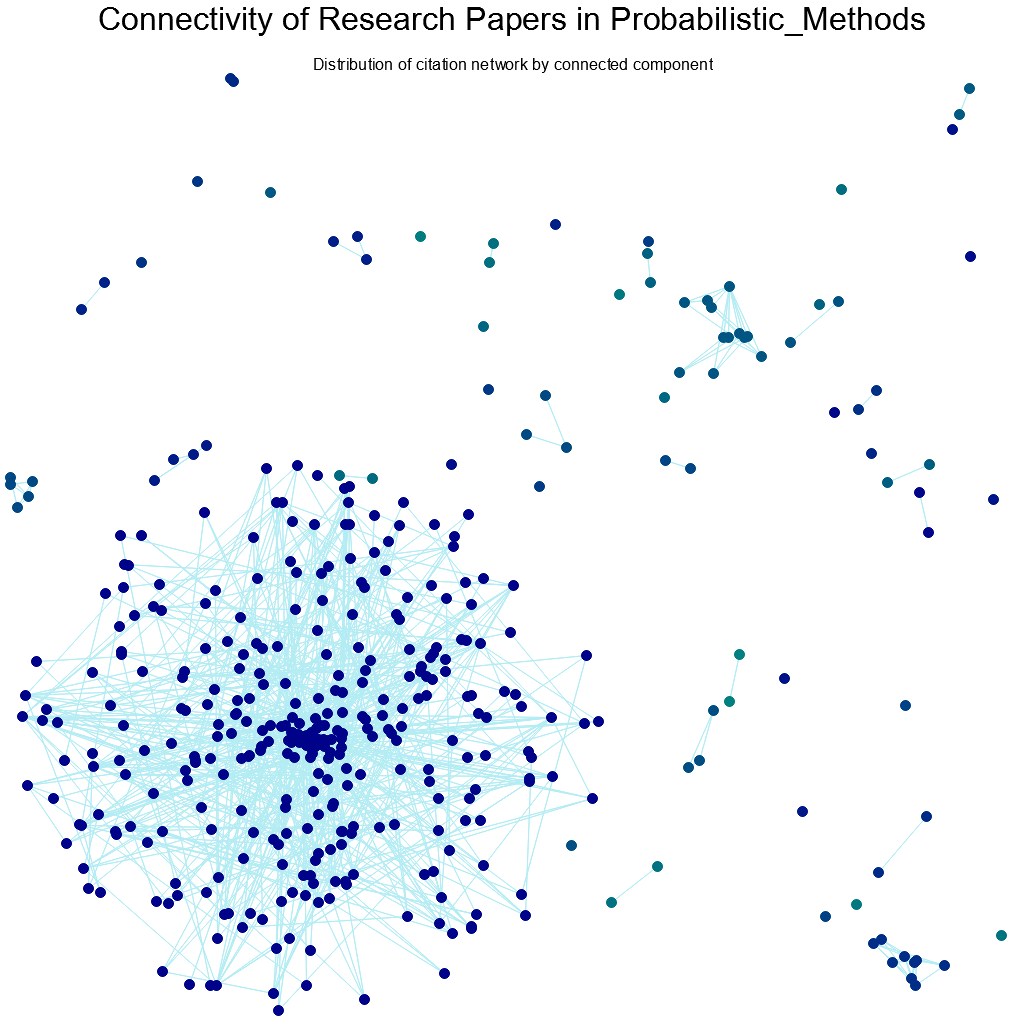 Connectivity of Research Papers in Probabilistic_Methods
Distribution of citation network by connected component